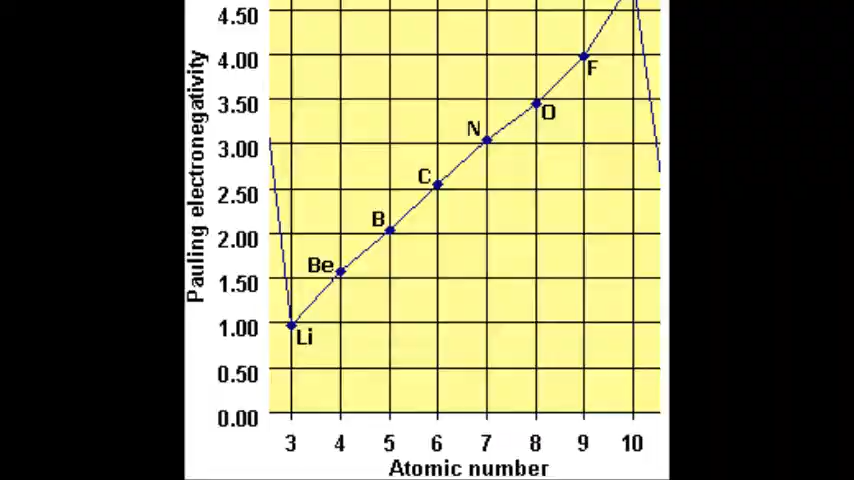 4.50
4.00
3.50
3.00
2.50
2.00
1.50
1.00
0.50
0.00
Pauling electronegativity
Li
Be
B
C
N
O
F
3 4 5 6 7 8 9 10
Atomic number